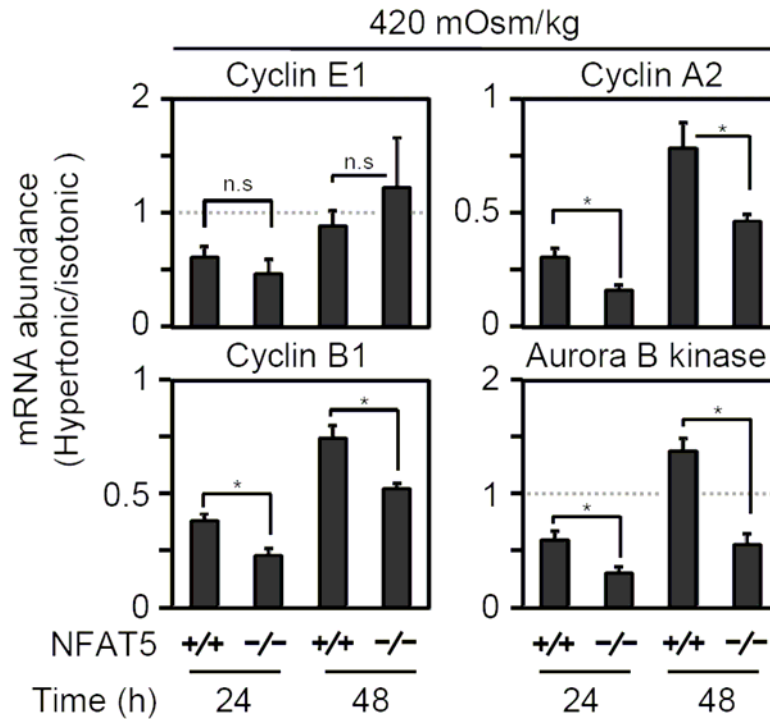 420 mOsm/kg
Cyclin E1
Cyclin A2
mRNA abundance
(Hypertonic/isotonic )
2
1
0
n.s
n.s
1
0.5
0
*
*
Cyclin B1
Aurora B kinase
1
0.5
0
*
*
2
1
0
*
*
NFAT5 +/+ −/− +/+ −/− +/+ −/− +/+ −/−
Time (h) 24 48 24 48